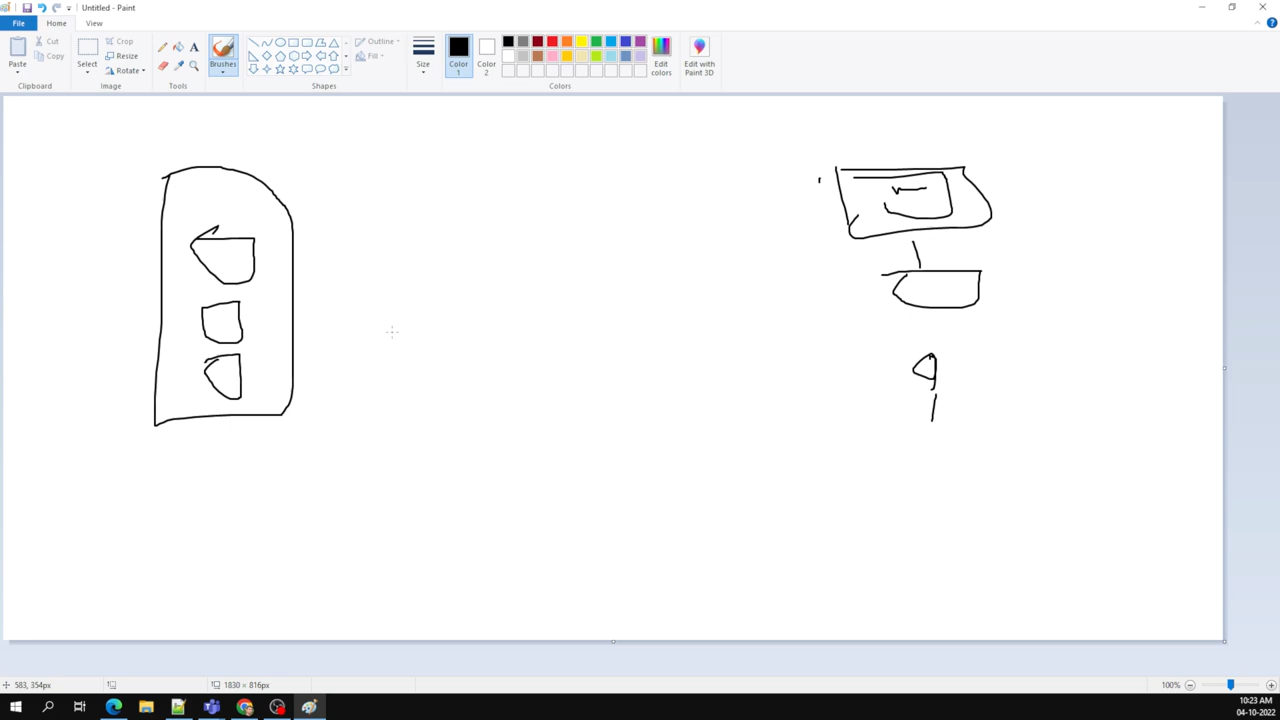 Untitled - Paint
File
Home
View
Paste
Cut
Copy
Clipboard
Select
Crop
Resize
Rotate
Image
A
Tools
Brushes
Outline
Fill
Shapes
Size
Color
1
Color
2
Edit
colors
Colors
Edit with
Paint 3D
583, 354px
1830 × 816px
100%
10:23 AM
04-10-2022